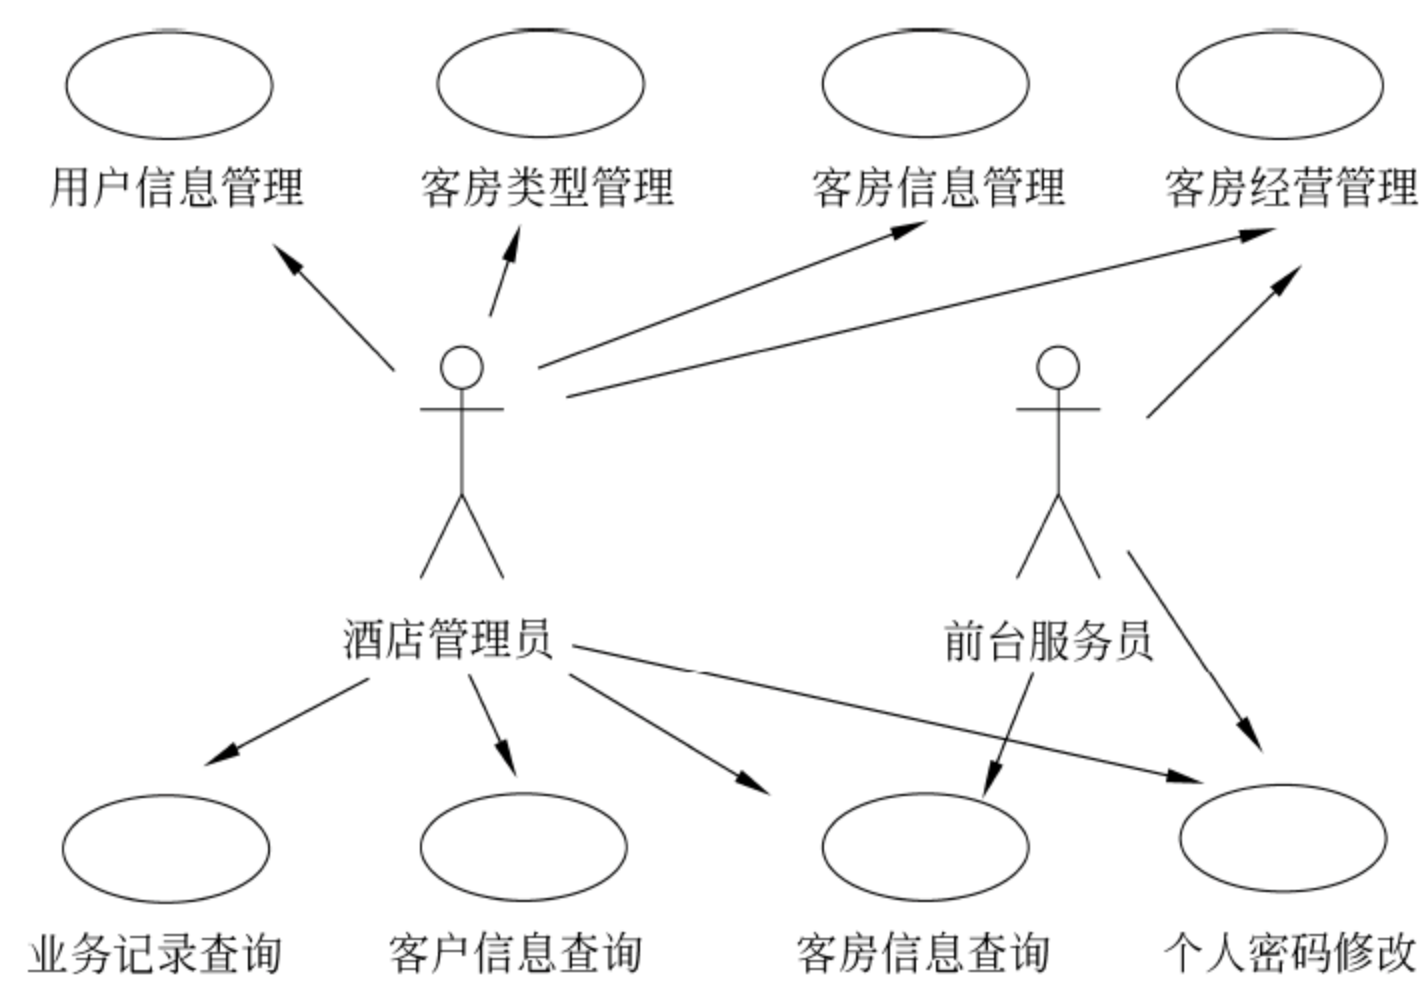 用户信息管理
客房类型管理
客房信息管理
客房经营管理
酒店管理员
前台服务员
业务记录查询
客户信息查询
客房信息查询
个人密码修改